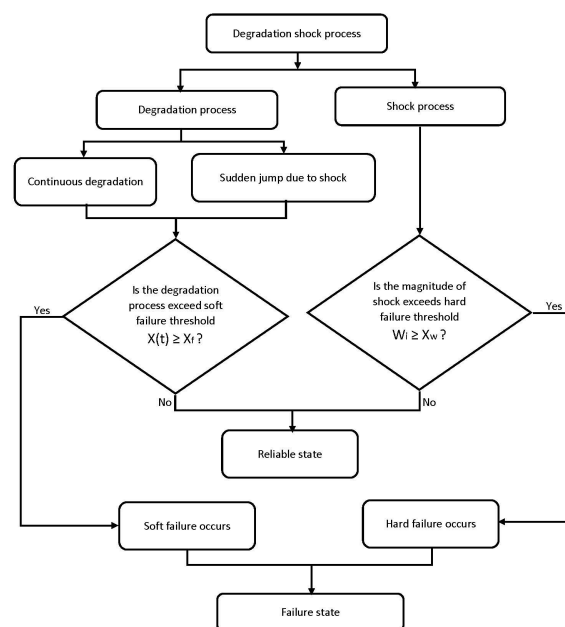 Degradation shock process
Degradation process
Shock process
Continuous degradation
Sudden jump due to shock
Is the degradation
process exceed soft
failure threshold
X(t) ≥ Xf ?
Is the magnitude of
shock exceeds hard
failure threshold
Wi ≥ Xw ?
Yes
Yes
No
No
Reliable state
Soft failure occurs
Hard failure occurs
Failure state